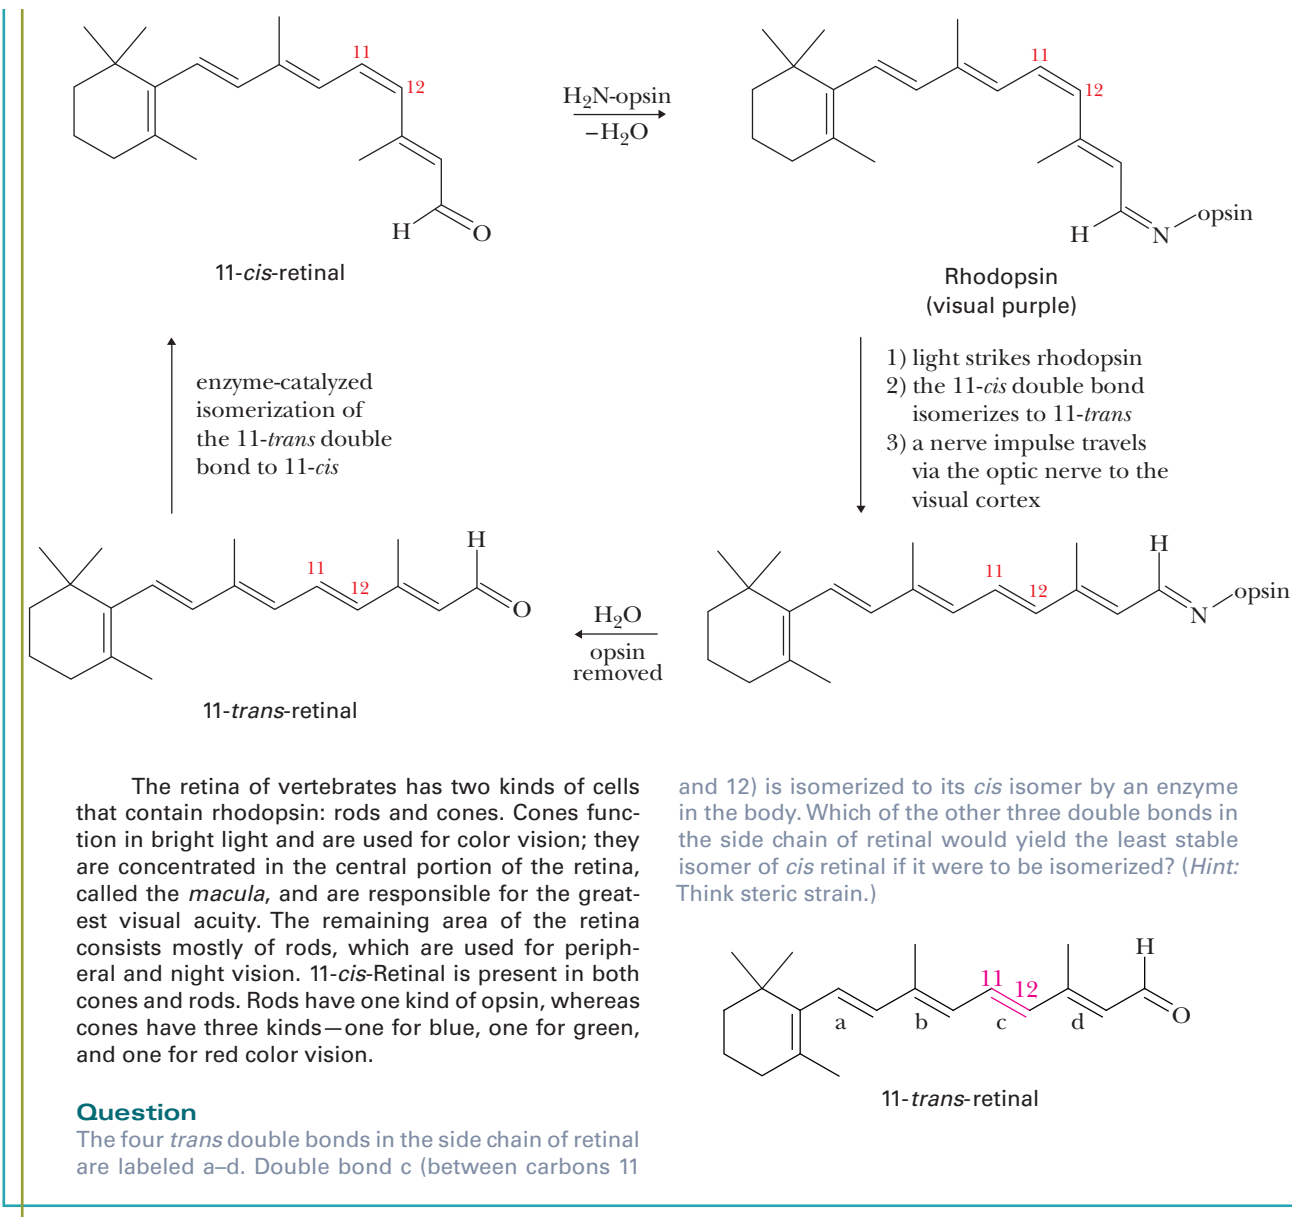 11
12
H
O
11-cis-retinal
H₂N-opsin
−H₂O
11
12
H
N
opsin
Rhodopsin
(visual purple)
enzyme-catalyzed
isomerization of
the 11-trans double
bond to 11-cis
1) light strikes rhodopsin
2) the 11-cis double bond
isomerizes to 11-trans
3) a nerve impulse travels
via the optic nerve to the
visual cortex
11
12
H
O
11-trans-retinal
H₂O
opsin
removed
11
12
H
N
opsin
The retina of vertebrates has two kinds of cells
that contain rhodopsin: rods and cones. Cones func-
tion in bright light and are used for color vision; they
are concentrated in the central portion of the retina,
called the macula, and are responsible for the great-
est visual acuity. The remaining area of the retina
consists mostly of rods, which are used for periph-
eral and night vision. 11-cis-Retinal is present in both
cones and rods. Rods have one kind of opsin, whereas
cones have three kinds—one for blue, one for green,
and one for red color vision.
Question
The four trans double bonds in the side chain of retinal
are labeled a–d. Double bond c (between carbons 11
and 12) is isomerized to its cis isomer by an enzyme
in the body. Which of the other three double bonds in
the side chain of retinal would yield the least stable
isomer of cis retinal if it were to be isomerized? (Hint:
Think steric strain.)
a
b
11
12
c
d
H
O
11-trans-retinal